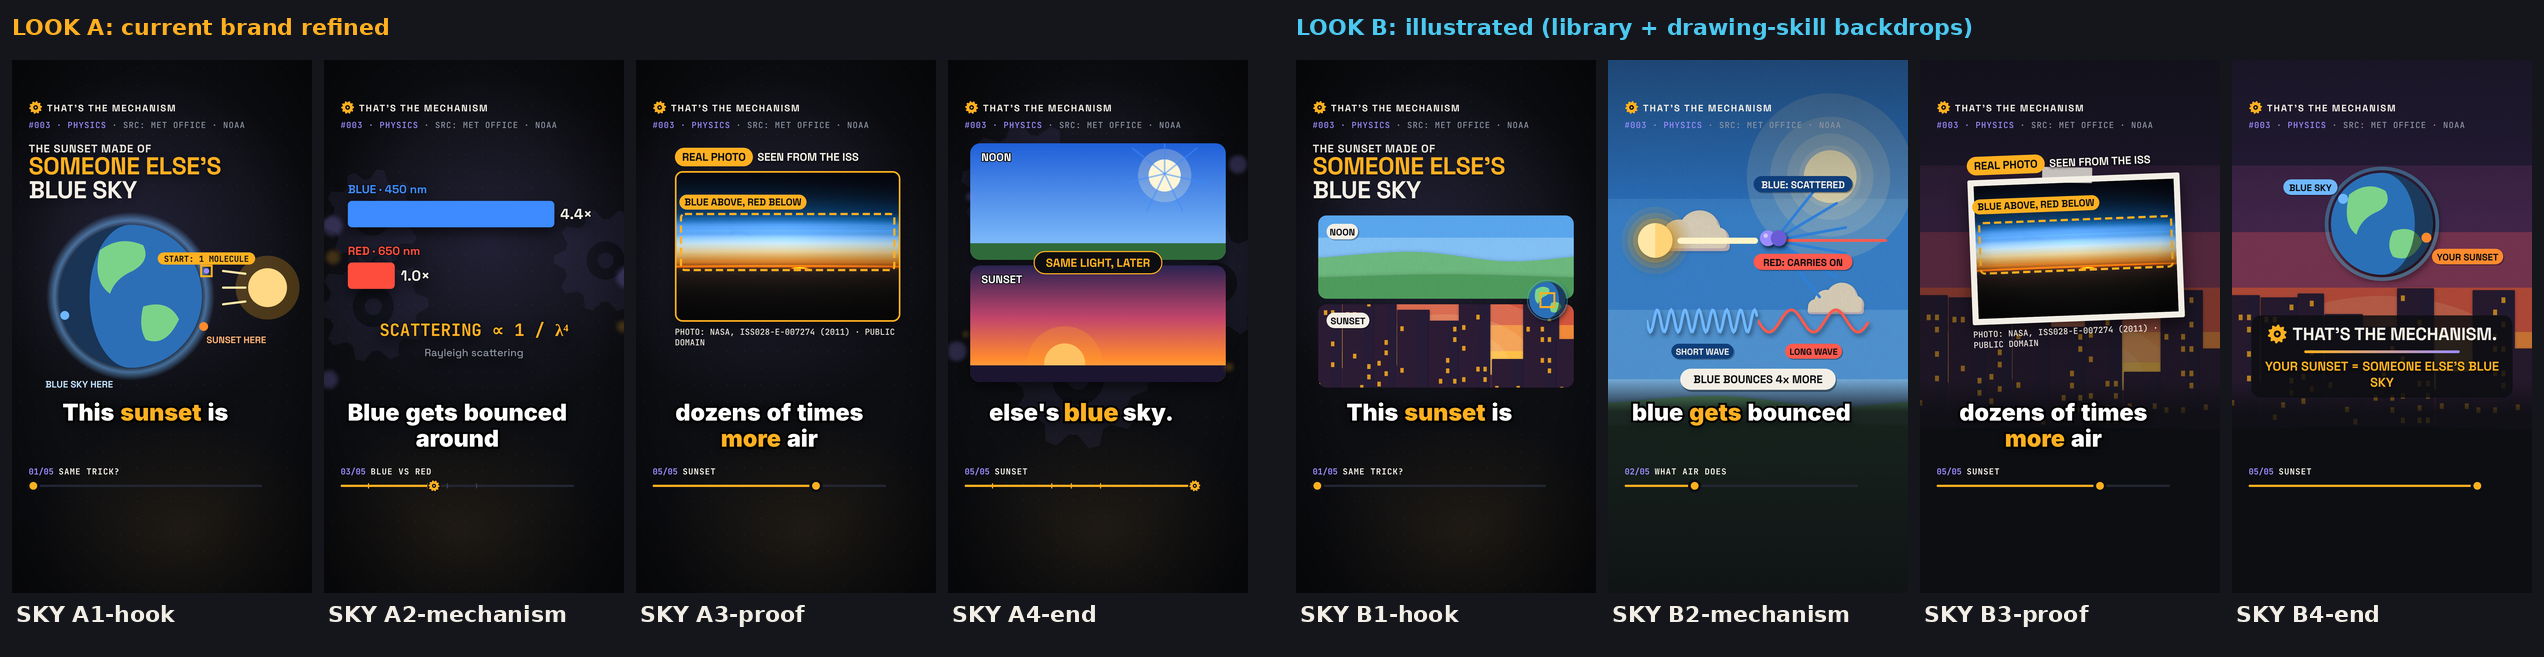 LOOK A: current brand refined
THAT'S THE MECHANISM
#003 · PHYSICS · SRC: MET OFFICE · NOAA
THE SUNSET MADE OF
SOMEONE ELSE'S
BLUE SKY
START: 1 MOLECULE
SUNSET HERE
BLUE SKY HERE
This sunset is
01/05 SAME TRICK?
SKY A1-hook
THAT'S THE MECHANISM
#003 · PHYSICS · SRC: MET OFFICE · NOAA
BLUE · 450 nm
4.4×
RED · 650 nm
1.0×
SCATTERING ∝ 1 / λ⁴
Rayleigh scattering
Blue gets bounced
around
03/05 BLUE VS RED
SKY A2-mechanism
THAT'S THE MECHANISM
#003 · PHYSICS · SRC: MET OFFICE · NOAA
REAL PHOTO SEEN FROM THE ISS
BLUE ABOVE, RED BELOW
PHOTO: NASA, ISS028-E-007274 (2011) · PUBLIC
DOMAIN
dozens of times
more air
05/05 SUNSET
SKY A3-proof
THAT'S THE MECHANISM
#003 · PHYSICS · SRC: MET OFFICE · NOAA
NOON
SAME LIGHT, LATER
SUNSET
else's blue sky.
05/05 SUNSET
SKY A4-end
LOOK B: illustrated (library + drawing-skill backdrops)
THAT'S THE MECHANISM
#003 · PHYSICS · SRC: MET OFFICE · NOAA
THE SUNSET MADE OF
SOMEONE ELSE'S
BLUE SKY
NOON
SUNSET
This sunset is
01/05 SAME TRICK?
SKY B1-hook
THAT'S THE MECHANISM
#003 · PHYSICS · SRC: MET OFFICE · NOAA
BLUE: SCATTERED
RED: CARRIES ON
SHORT WAVE
LONG WAVE
BLUE BOUNCES 4x MORE
blue gets bounced
02/05 WHAT AIR DOES
SKY B2-mechanism
THAT'S THE MECHANISM
#003 · PHYSICS · SRC: MET OFFICE · NOAA
REAL PHOTO SEEN FROM THE ISS
BLUE ABOVE, RED BELOW
PHOTO: NASA, ISS028-E-007274 (2011) ·
PUBLIC DOMAIN
dozens of times
more air
05/05 SUNSET
SKY B3-proof
THAT'S THE MECHANISM
#003 · PHYSICS · SRC: MET OFFICE · NOAA
BLUE SKY
YOUR SUNSET
THAT'S THE MECHANISM.
YOUR SUNSET = SOMEONE ELSE'S BLUE
SKY
05/05 SUNSET
SKY B4-end